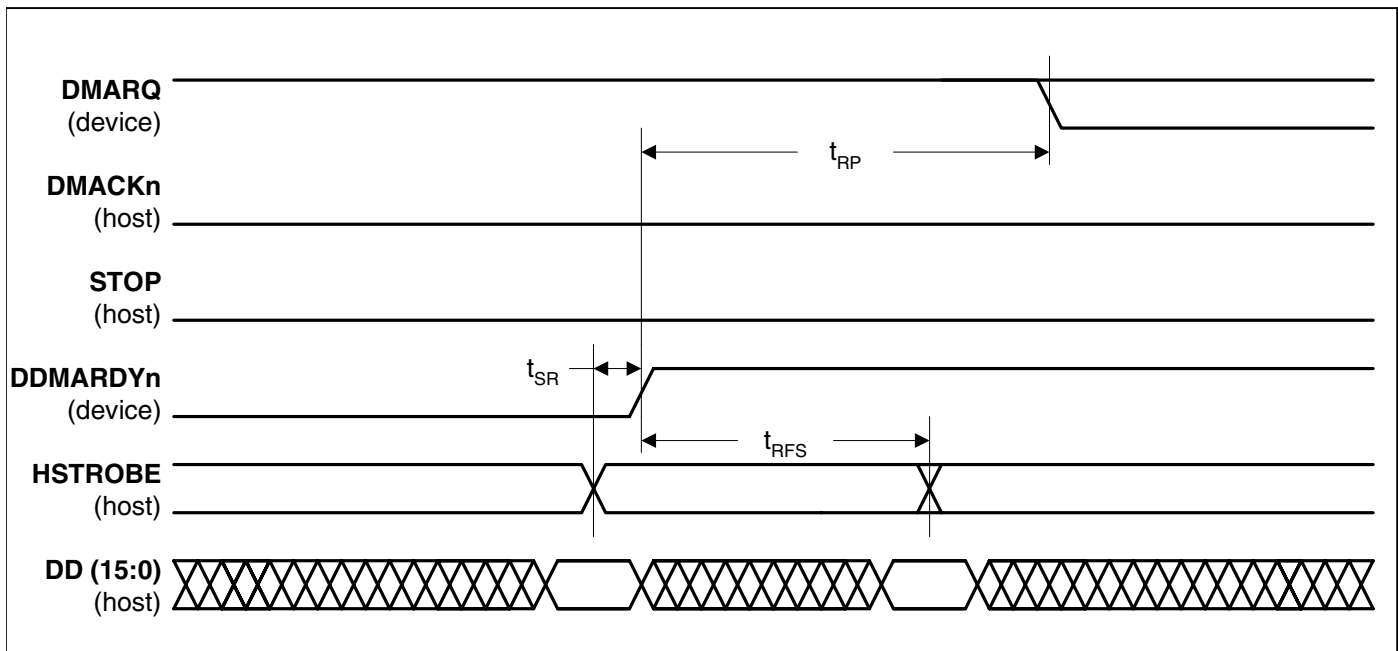 DMARQ
(device)
t_RP
DMACKn
(host)
STOP
(host)
t_SR
DDMARDYn
(device)
t_RFS
HSTROBE
(host)
DD (15:0)
(host)